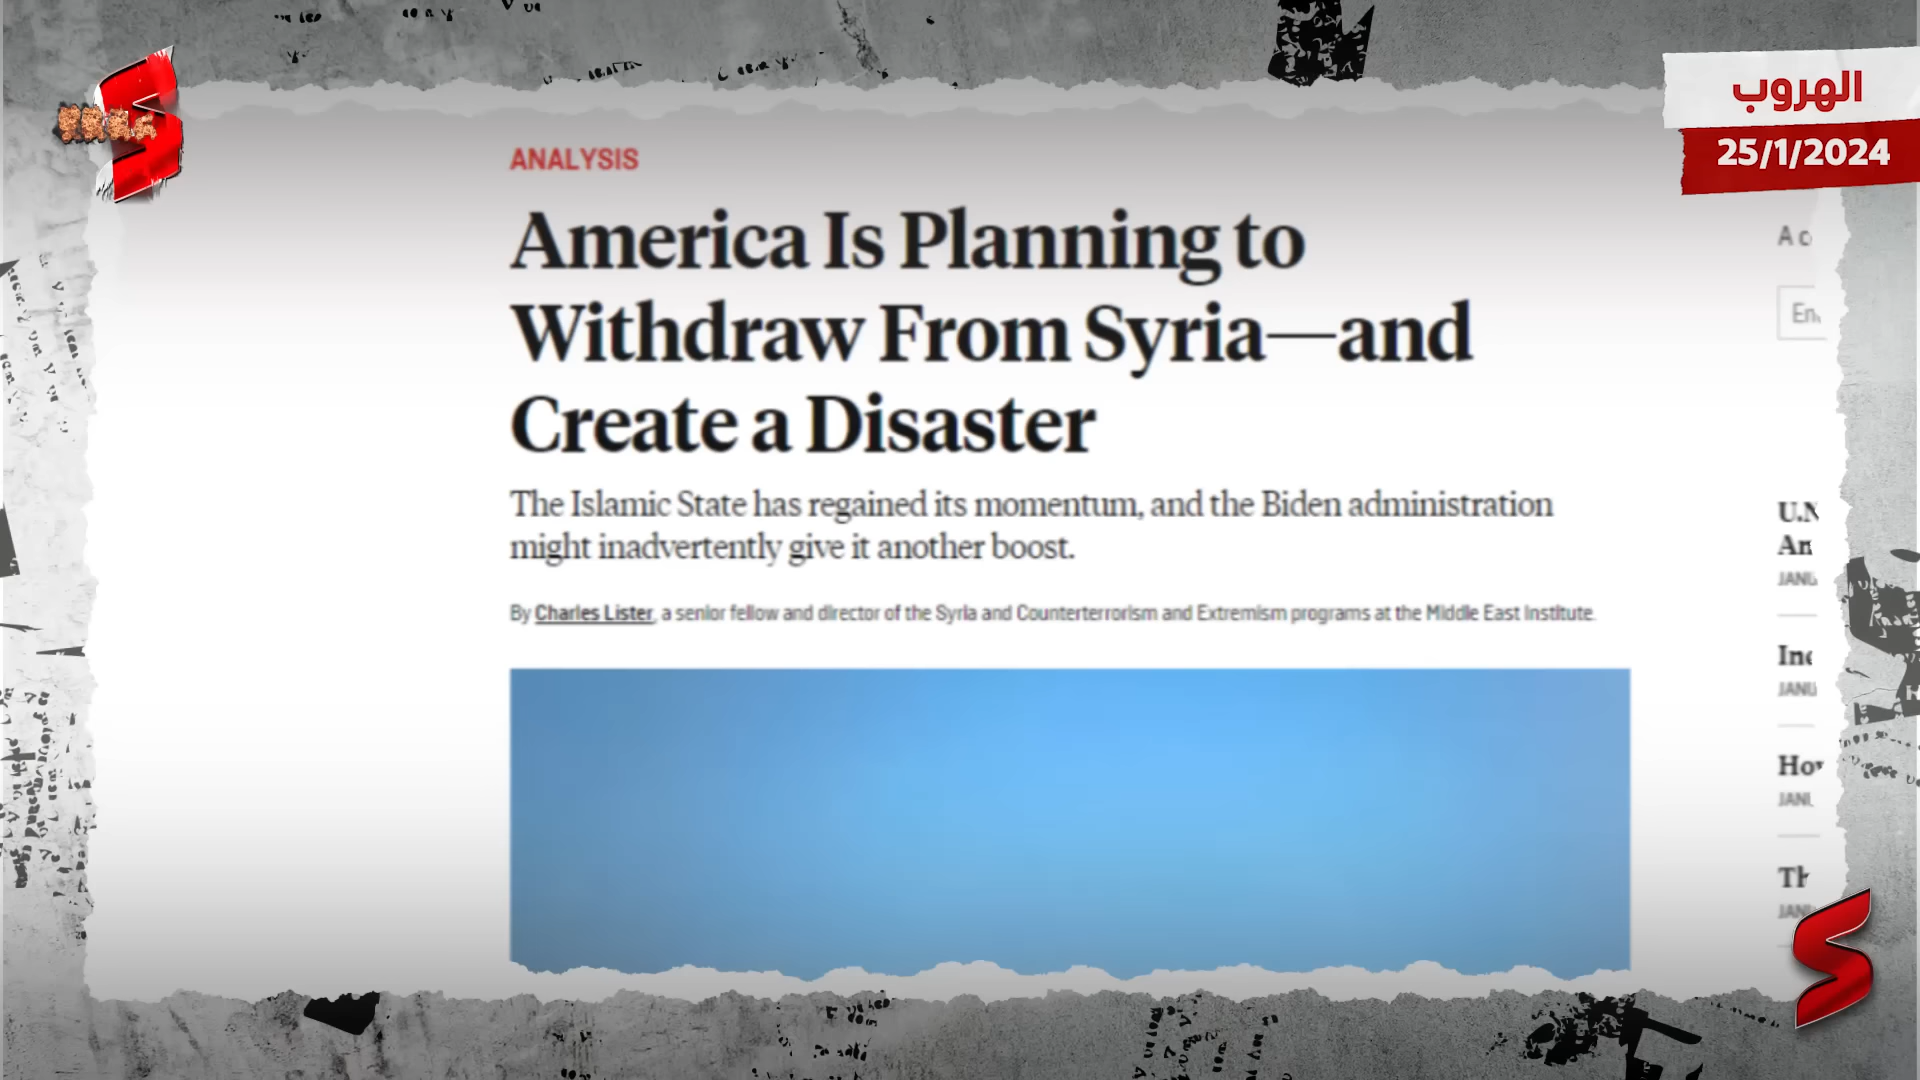 الهروب
25/1/2024
ANALYSIS
America Is Planning to
Withdraw From Syria—and
Create a Disaster
The Islamic State has regained its momentum, and the Biden administration
might inadvertently give it another boost.
By Charles Lister, a senior fellow and director of the Syria and Counterterrorism and Extremism programs at the Middle East Institute.